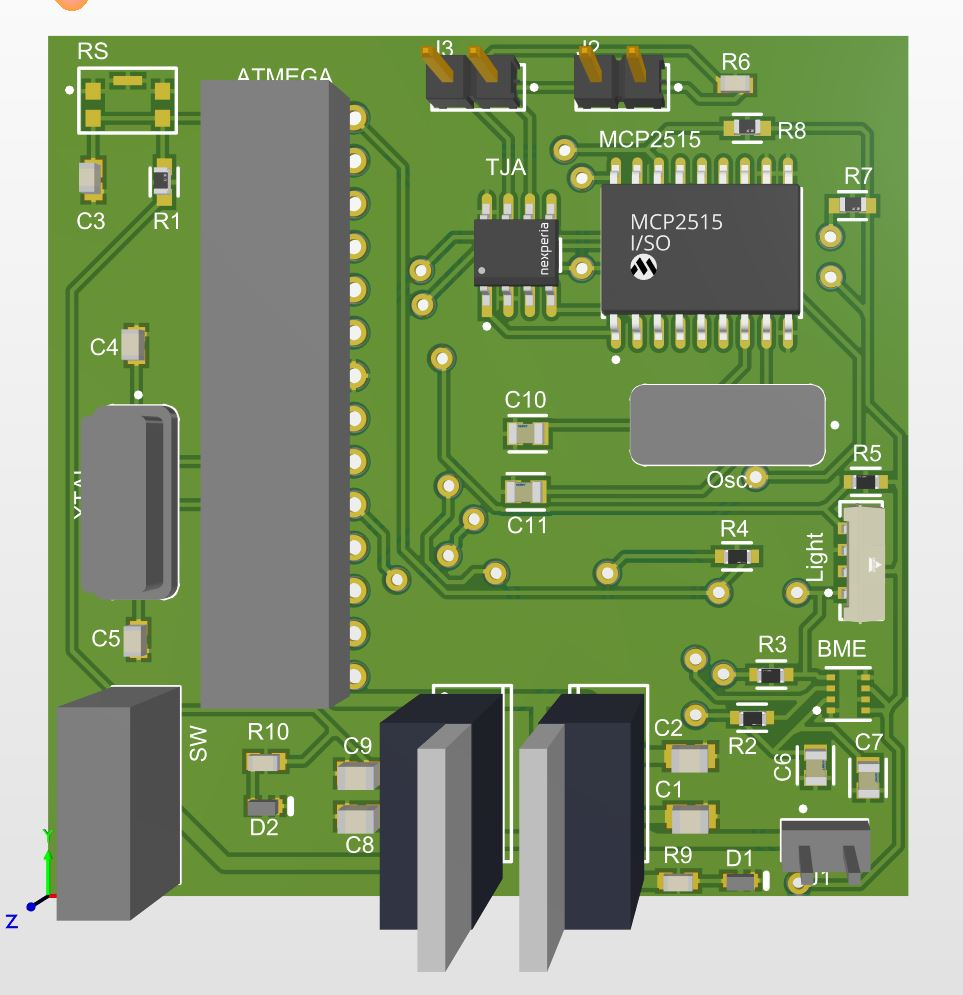 RS
ATMEGA
J3
J2
R6
MCP2515
R8
TJA
R7
C3
R1
MCP2515
I/SO
nexperia
C4
C10
R5
Osc.
C11
R4
Light
C5
R3
BME
SW
R10
C9
C2
R2
C6
C7
C1
D2
C8
R9
D1
J1
Y
Z